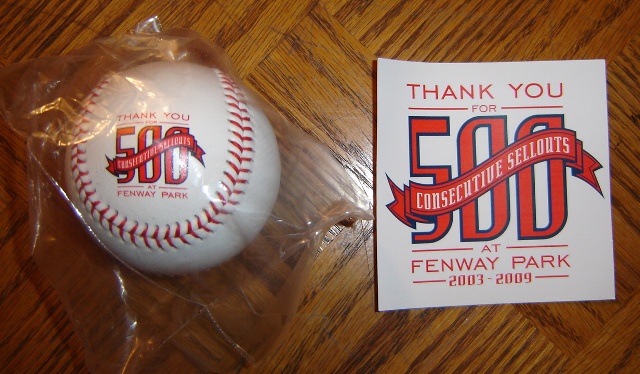 THANK YOU
FOR
500
CONSECUTIVE SELLOUTS
AT
FENWAY PARK
THANK YOU
FOR
500
CONSECUTIVE SELLOUTS
AT
FENWAY PARK
2003 - 2009